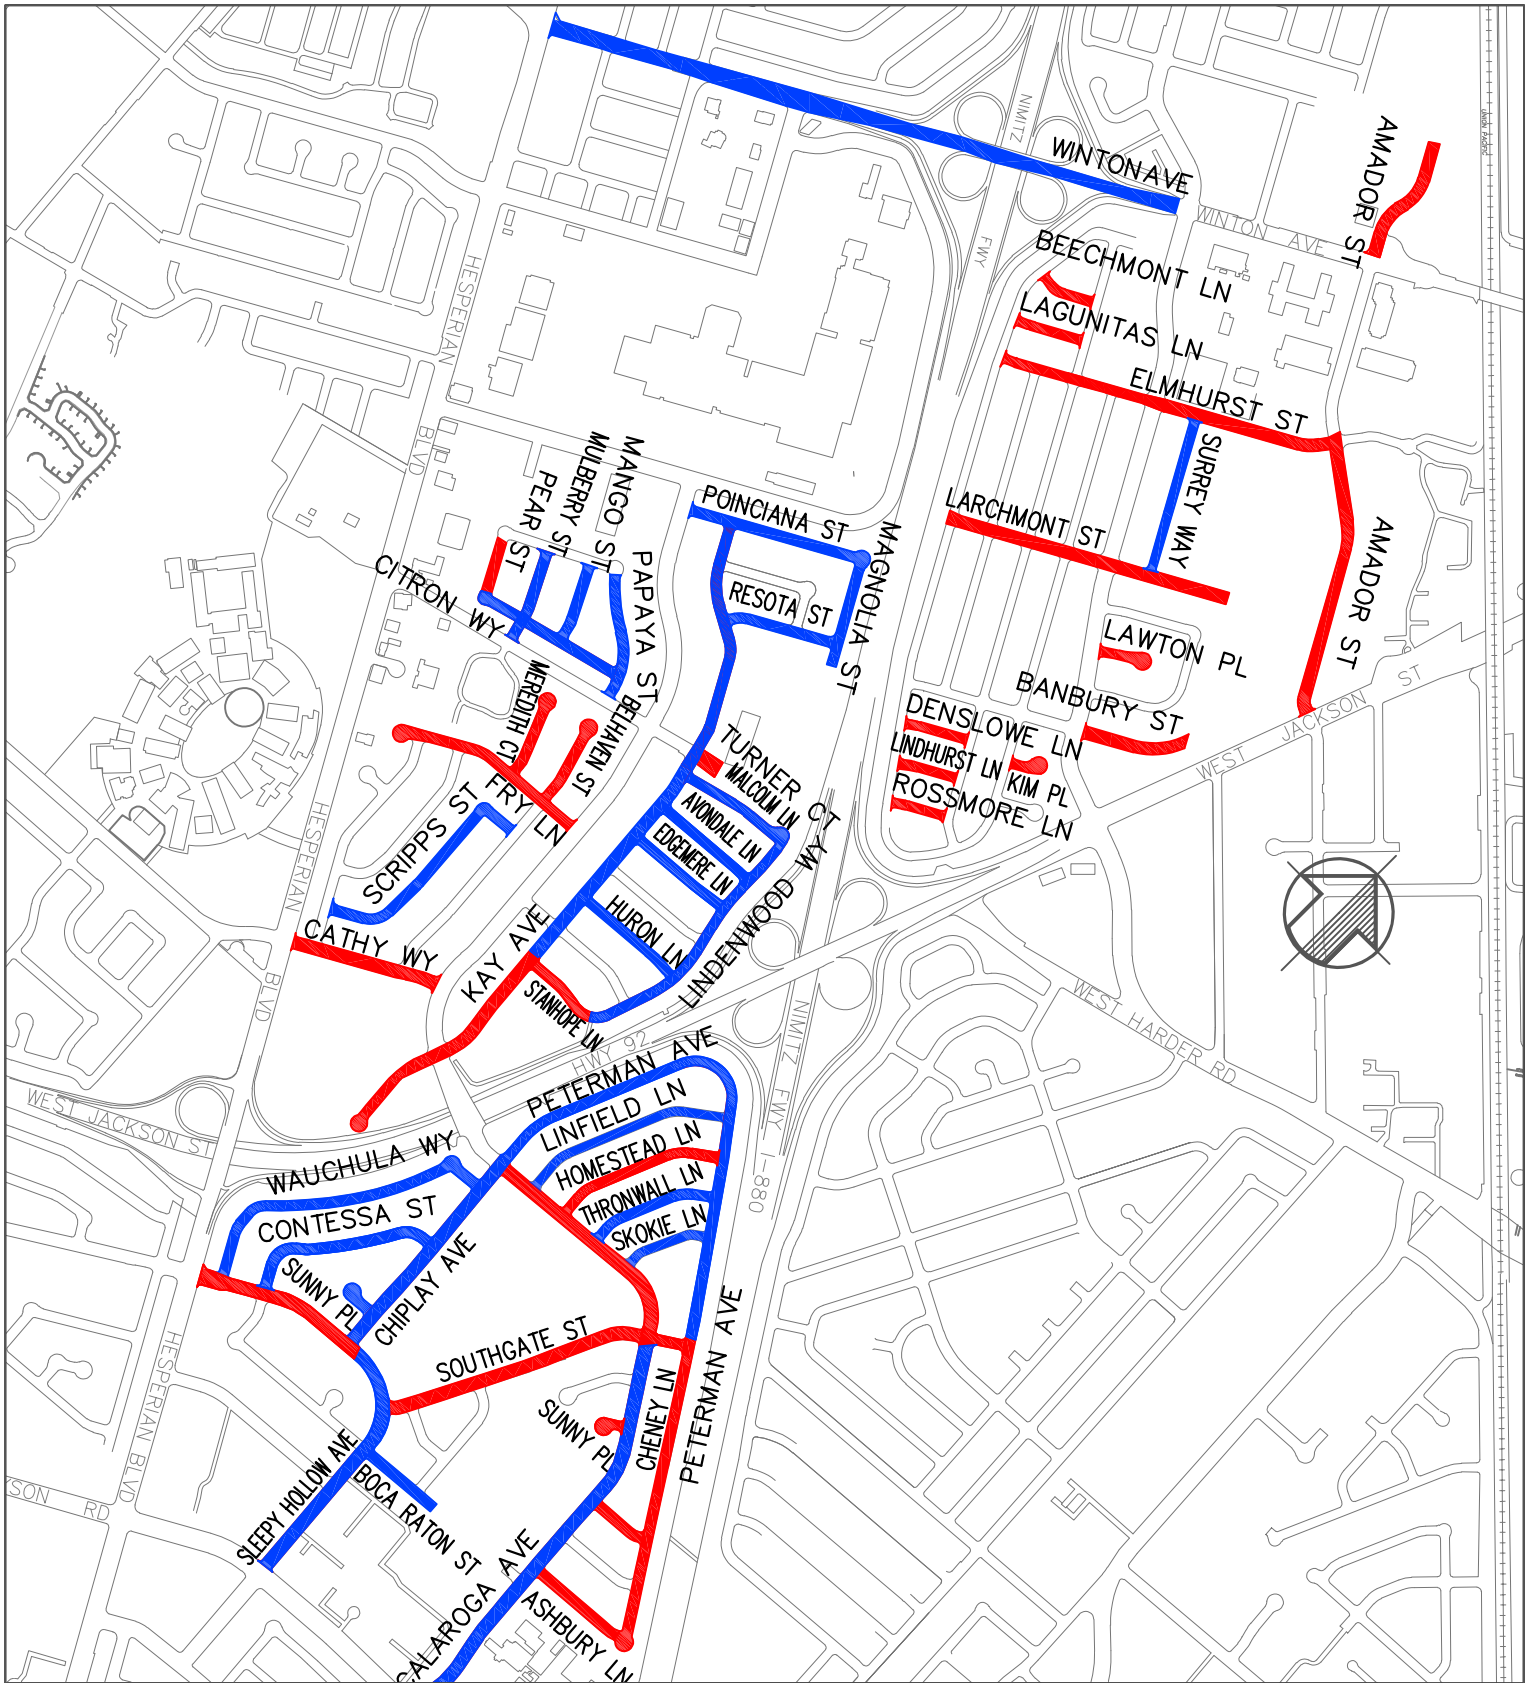 NIMITZ
FWY
UNION PACIFIC
AMADOR ST
WINTON AVE
WINTON AVE
BEECHMONT LN
LAGUNITAS LN
ELMHURST ST
HESPERIAN
BLVD
SURREY WAY
MANGO ST
MULBERRY ST
PEAR ST
POINCIANA ST
LARCHMONT ST
AMADOR ST
MAGNOLIA ST
CITRON WY
PAPAYA ST
RESOTA ST
LAWTON PL
BANBURY ST
WEST JACKSON ST
MEREDITH CT
BELHAVEN ST
DENSLOWE LN
LINDHURST LN
KIM PL
ROSSMORE LN
TURNER CT
MALCOLM LN
AVONDALE LN
EDGEMERE LN
FRY LN
SCRIPPS ST
HESPERIAN
BLVD
CATHY WY
KAY AVE
HURON LN
LINDENWOOD WY
STANHOPE LN
HWY 92
NIMITZ FWY I-880
WEST HARDER RD
WEST JACKSON ST
PETERMAN AVE
LINFIELD LN
HOMESTEAD LN
THRONWALL LN
SKOKIE LN
WAUCHULA WY
CONTESSA ST
SUNNY PL
CHIPLAY AVE
SOUTHGATE ST
PETERMAN AVE
CHENEY LN
SUNNY PL
HESPERIAN BLVD
SLEEPY HOLLOW AVE
BOCA RATON ST
SON RD
CALAROGA AVE
ASHBURY LN